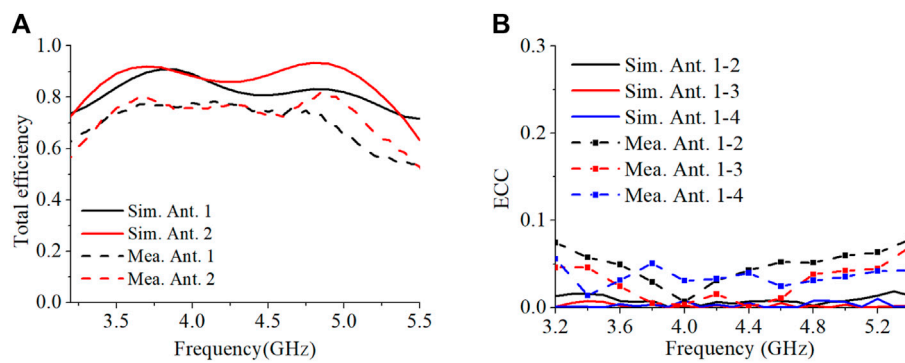 A
Total efficiency
1.0
0.8
0.6
0.4
0.2
0.0
Sim. Ant. 1
Sim. Ant. 2
Mea. Ant. 1
Mea. Ant. 2
3.5 4.0 4.5 5.0 5.5
Frequency(GHz)
B
ECC
0.3
0.2
0.1
0.0
Sim. Ant. 1-2
Sim. Ant. 1-3
Sim. Ant. 1-4
Mea. Ant. 1-2
Mea. Ant. 1-3
Mea. Ant. 1-4
3.2 3.6 4.0 4.4 4.8 5.2
Frequency (GHz)